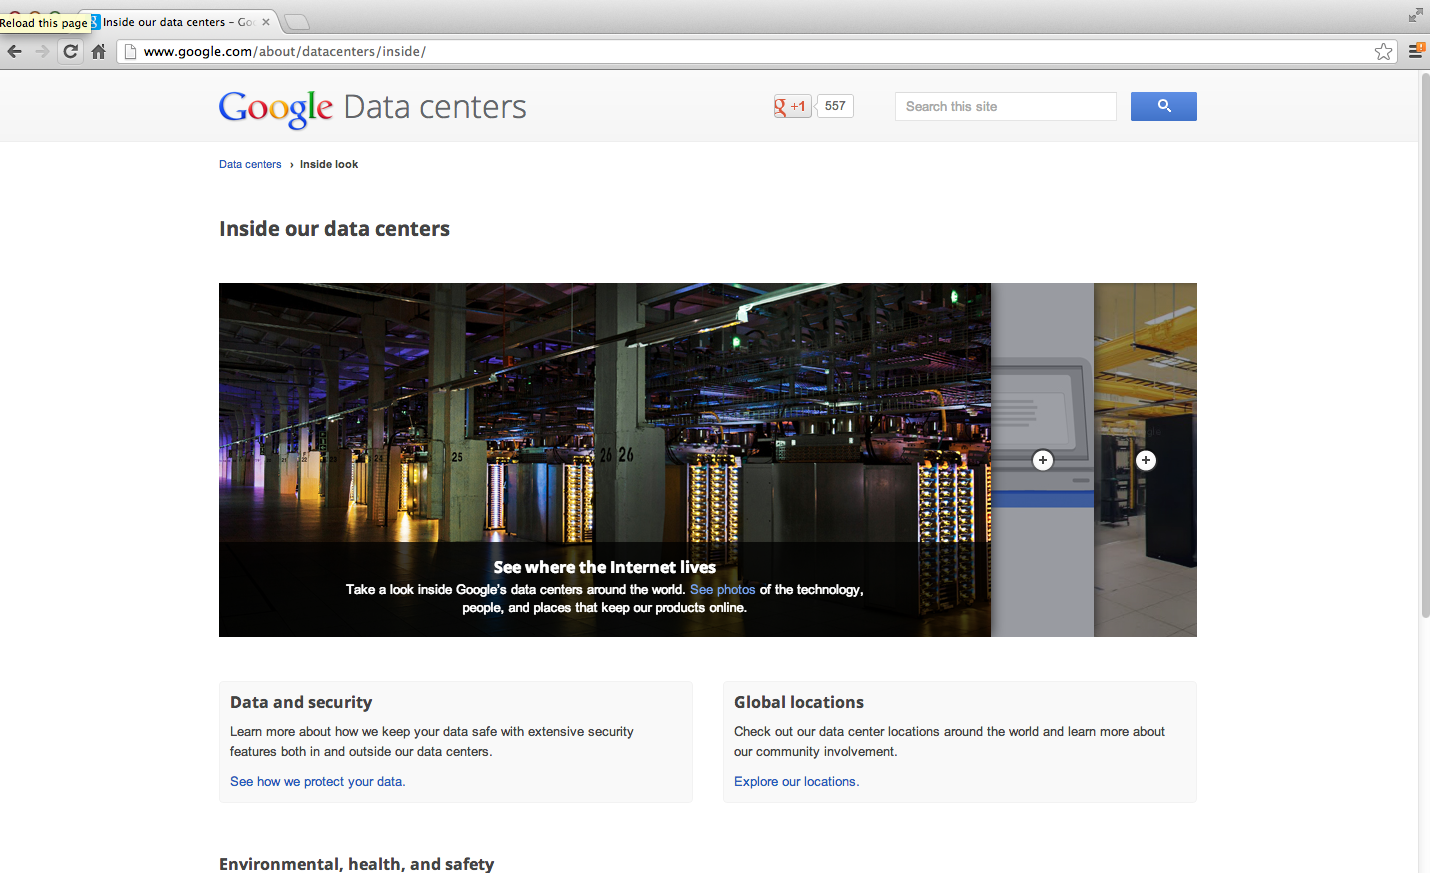 Reload this page
Inside our data centers – Go
www.google.com/about/datacenters/inside/
Google Data centers
g +1
557
Search this site
Data centers › Inside look
Inside our data centers
25
26 26
See where the Internet lives
Take a look inside Google's data centers around the world. See photos of the technology,
people, and places that keep our products online.
Data and security
Learn more about how we keep your data safe with extensive security
features both in and outside our data centers.
See how we protect your data.
Global locations
Check out our data center locations around the world and learn more about
our community involvement.
Explore our locations.
Environmental, health, and safety